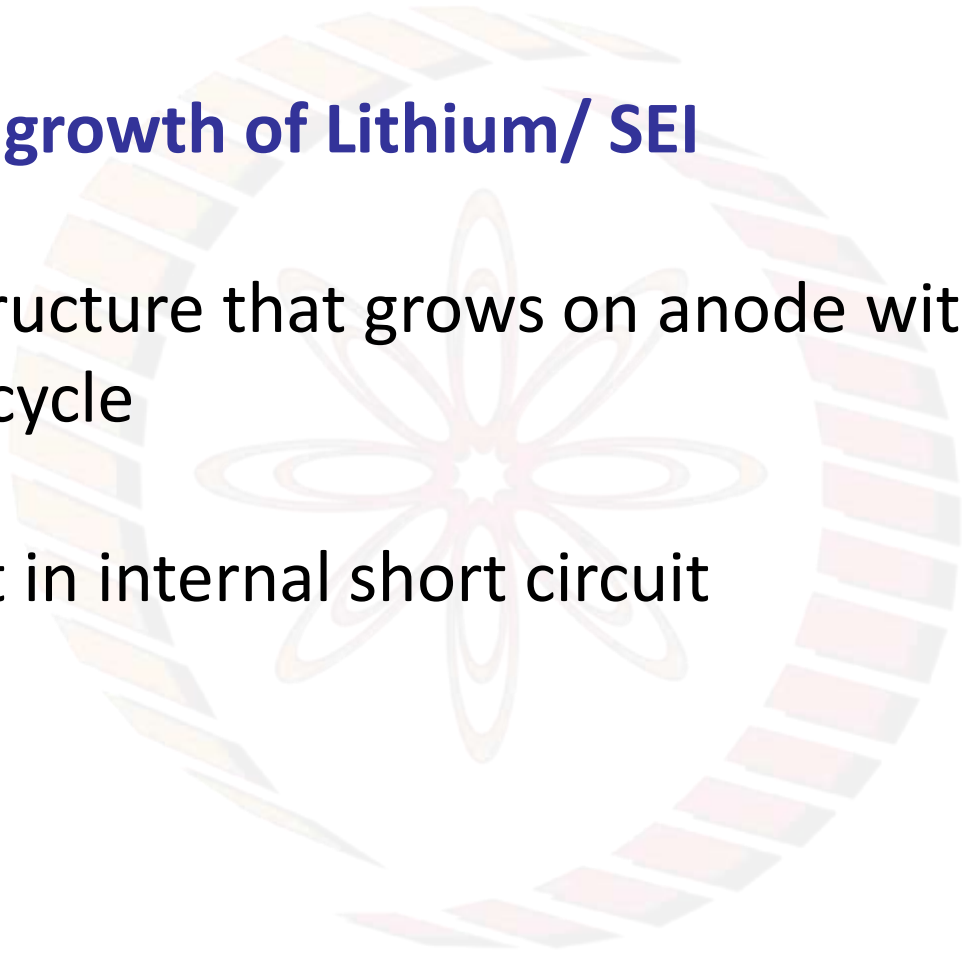 growth of Lithium/ SEI
ructure that grows on anode wit
cycle
t in internal short circuit